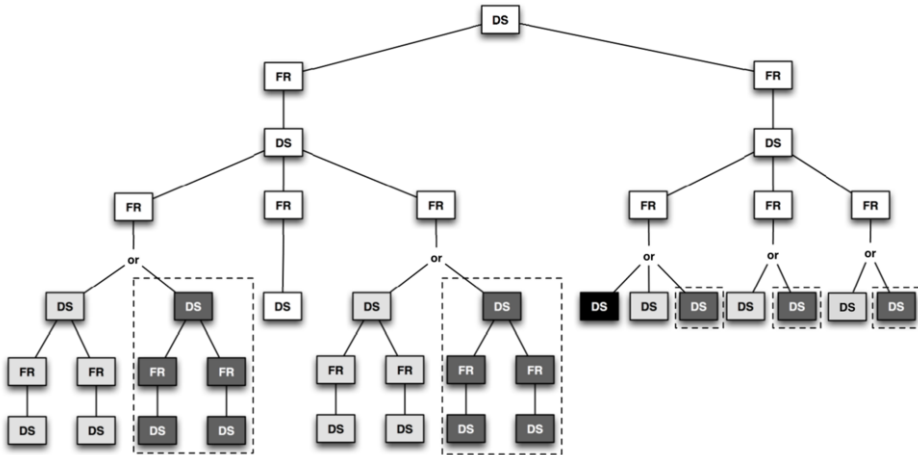 DS
FR FR
DS DS
FR FR FR FR FR FR
or or or or or
DS DS DS DS DS DS DS DS DS DS DS DS
FR FR FR FR FR FR FR FR
DS DS DS DS DS DS DS DS